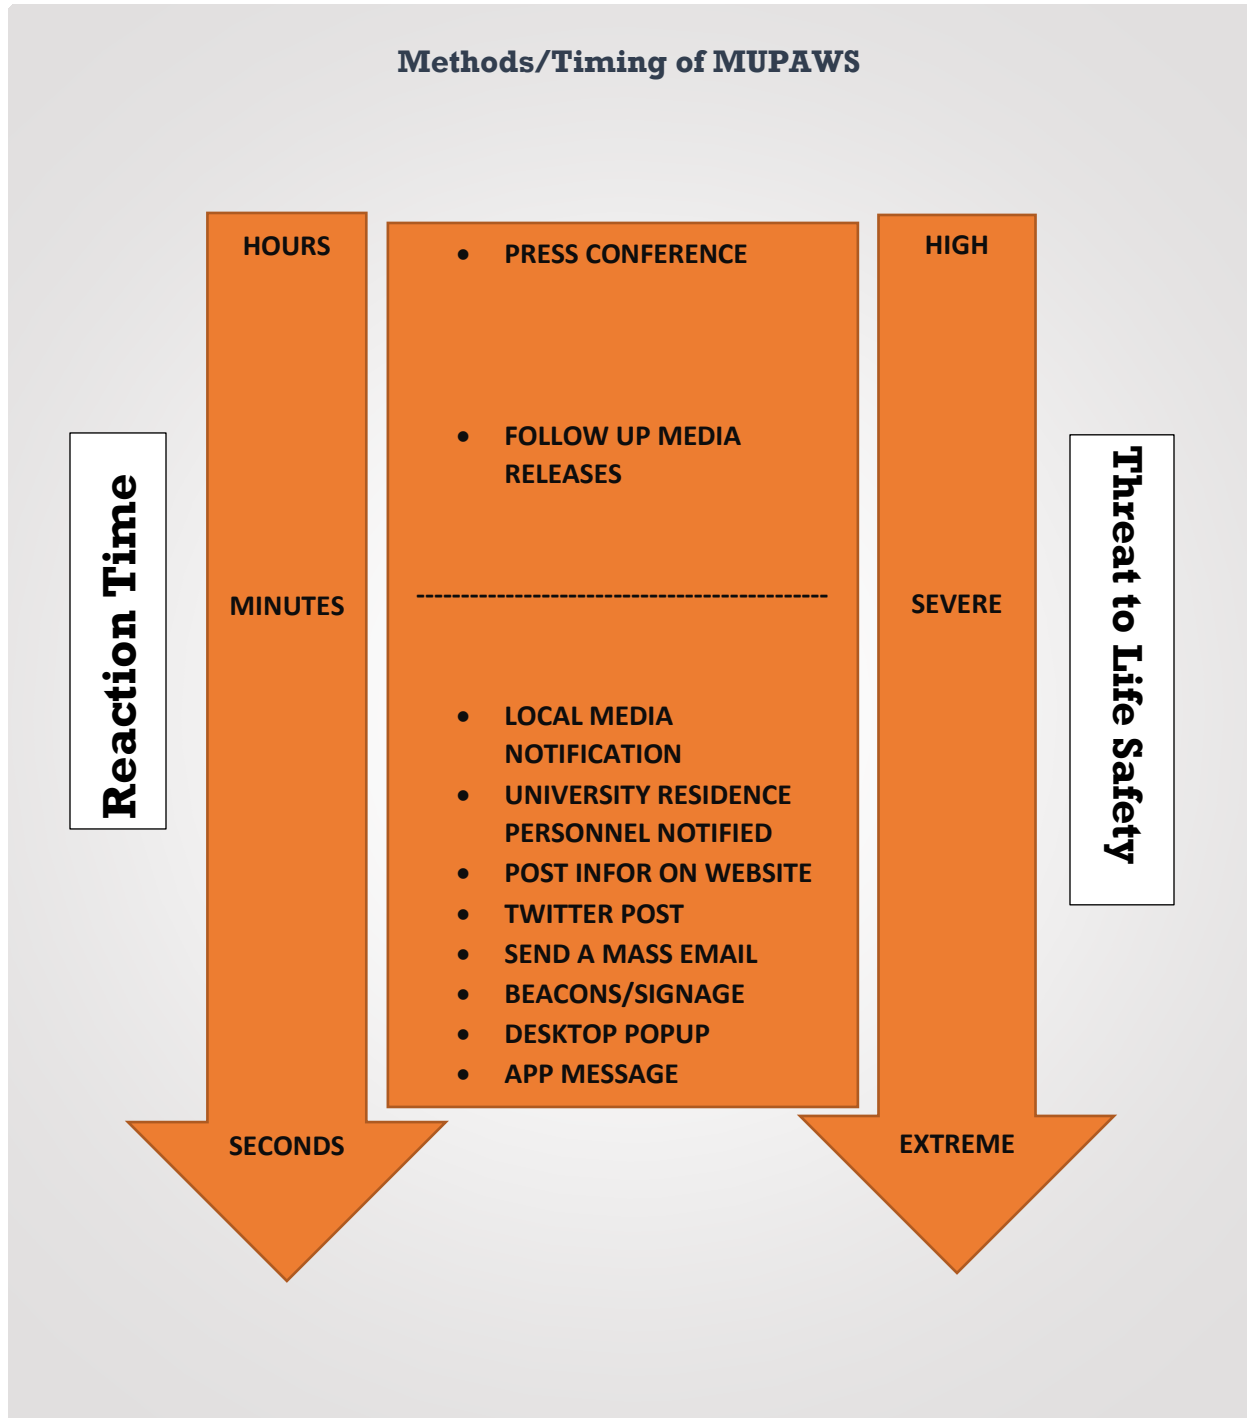 Methods/Timing of MUPAWS
Reaction Time
HOURS
MINUTES
SECONDS
• PRESS CONFERENCE
• FOLLOW UP MEDIA
RELEASES
----------------------------------------------
• LOCAL MEDIA
NOTIFICATION
• UNIVERSITY RESIDENCE
PERSONNEL NOTIFIED
• POST INFOR ON WEBSITE
• TWITTER POST
• SEND A MASS EMAIL
• BEACONS/SIGNAGE
• DESKTOP POPUP
• APP MESSAGE
HIGH
SEVERE
EXTREME
Threat to Life Safety